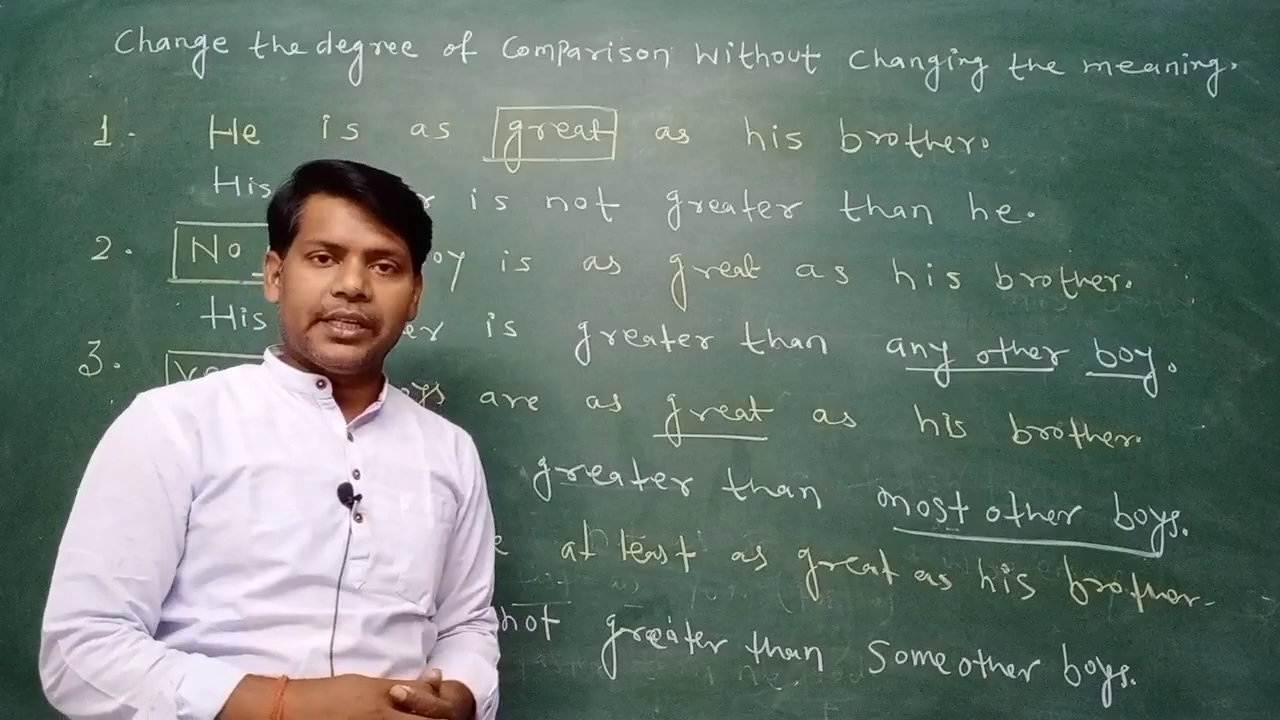 Change the degree of Comparison without Changing the meaning.
1. He is as great as his brother.
His is not greater than he.
2. No is as great as his brother.
His is greater than any other boy.
3. are as great as his brother.
greater than most other boys.
at least as great as his brother.
not greater than Some other boys.